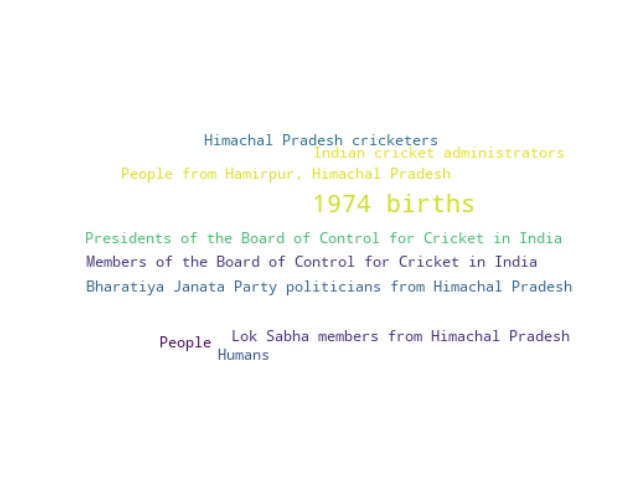 Himachal Pradesh cricketers
Indian cricket administrators
People from Hamirpur, Himachal Pradesh
1974 births
Presidents of the Board of Control for Cricket in India
Members of the Board of Control for Cricket in India
Bharatiya Janata Party politicians from Himachal Pradesh
Lok Sabha members from Himachal Pradesh
People
Humans